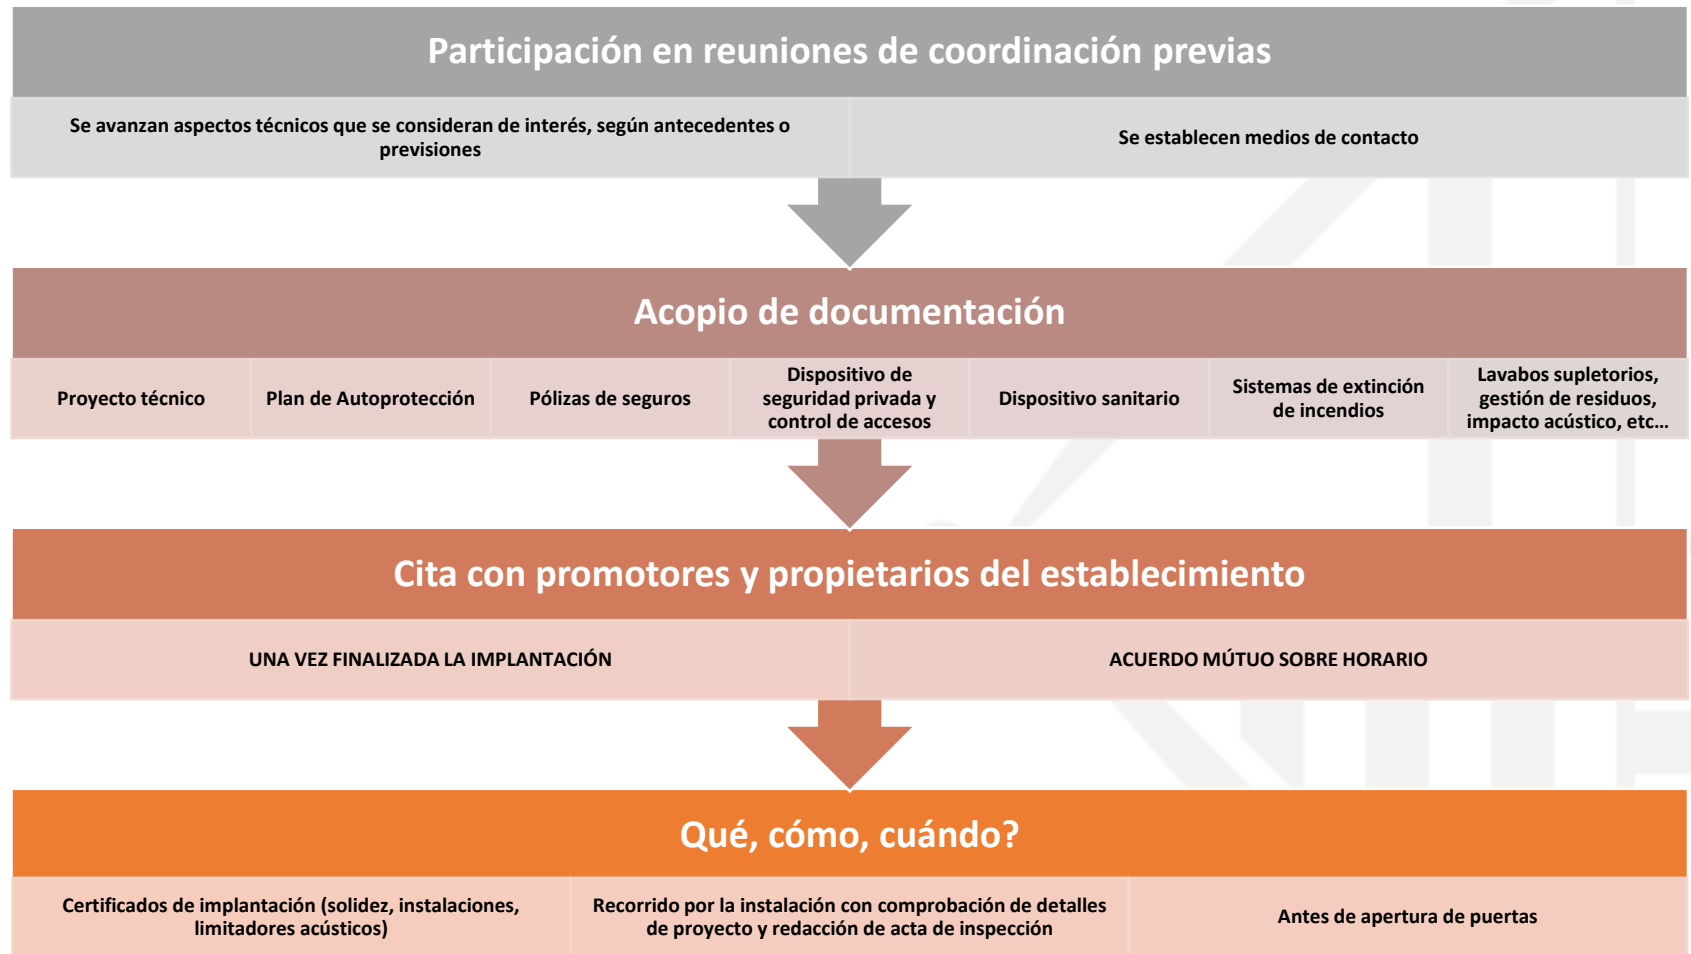 Participación en reuniones de coordinación previas
Se avanzan aspectos técnicos que se consideran de interés, según antecedentes o
previsiones
Se establecen medios de contacto
Acopio de documentación
Proyecto técnico
Plan de Autoprotección
Pólizas de seguros
Dispositivo de
seguridad privada y
control de accesos
Dispositivo sanitario
Sistemas de extinción
de incendios
Lavabos supletorios,
gestión de residuos,
impacto acústico, etc…
Cita con promotores y propietarios del establecimiento
UNA VEZ FINALIZADA LA IMPLANTACIÓN
ACUERDO MÚTUO SOBRE HORARIO
Qué, cómo, cuándo?
Certificados de implantación (solidez, instalaciones,
limitadores acústicos)
Recorrido por la instalación con comprobación de detalles
de proyecto y redacción de acta de inspección
Antes de apertura de puertas